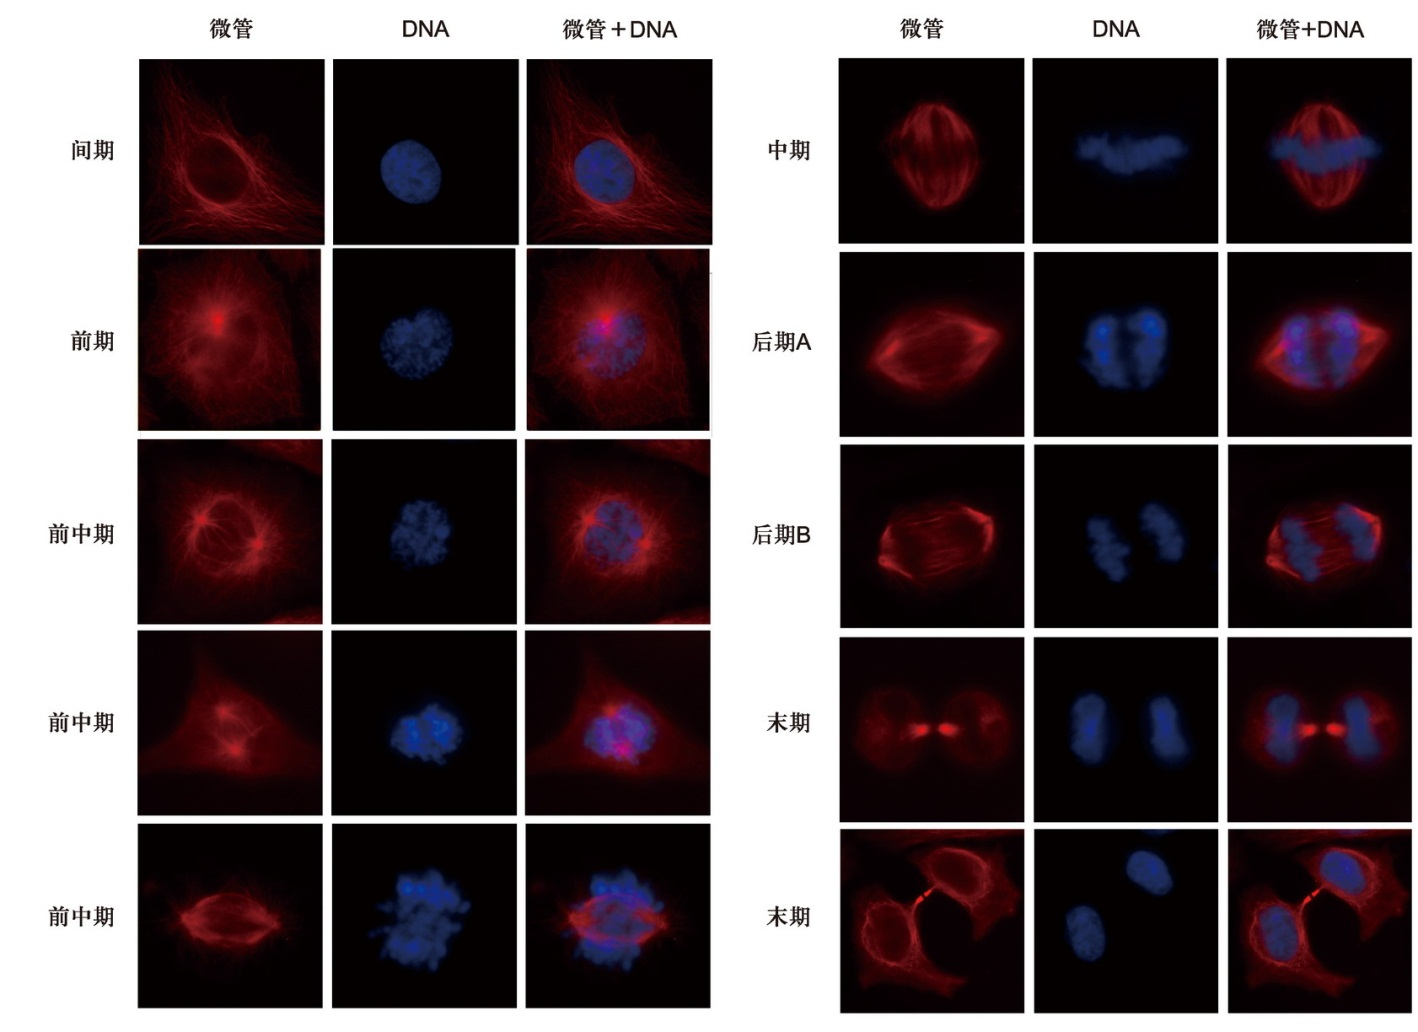 微管 DNA 微管＋DNA
间期
前期
前中期
前中期
前中期
微管 DNA 微管+DNA
中期
后期A
后期B
末期
末期